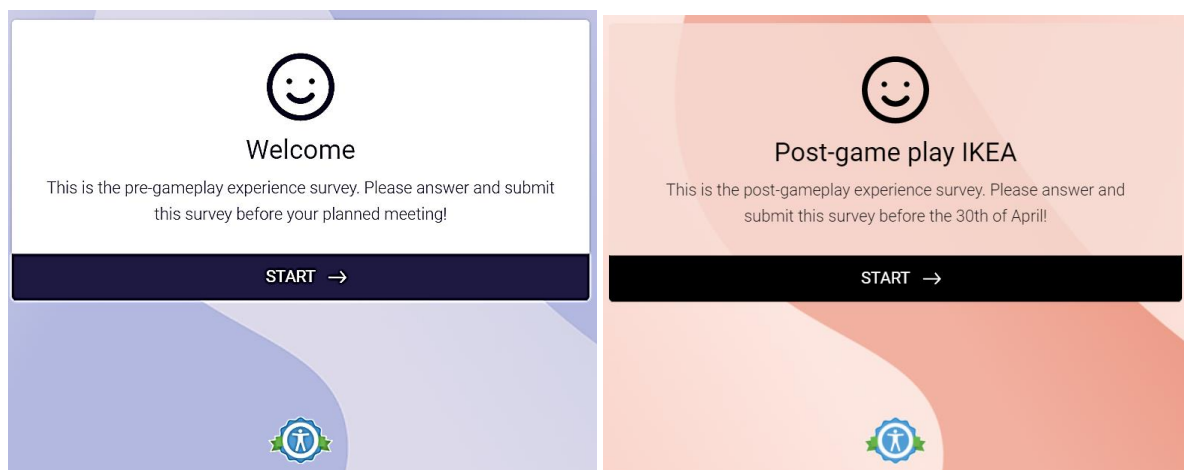 Welcome
This is the pre-gameplay experience survey. Please answer and submit
this survey before your planned meeting!
START
Post-game play IKEA
This is the post-gameplay experience survey. Please answer and
submit this survey before the 30th of April!
START